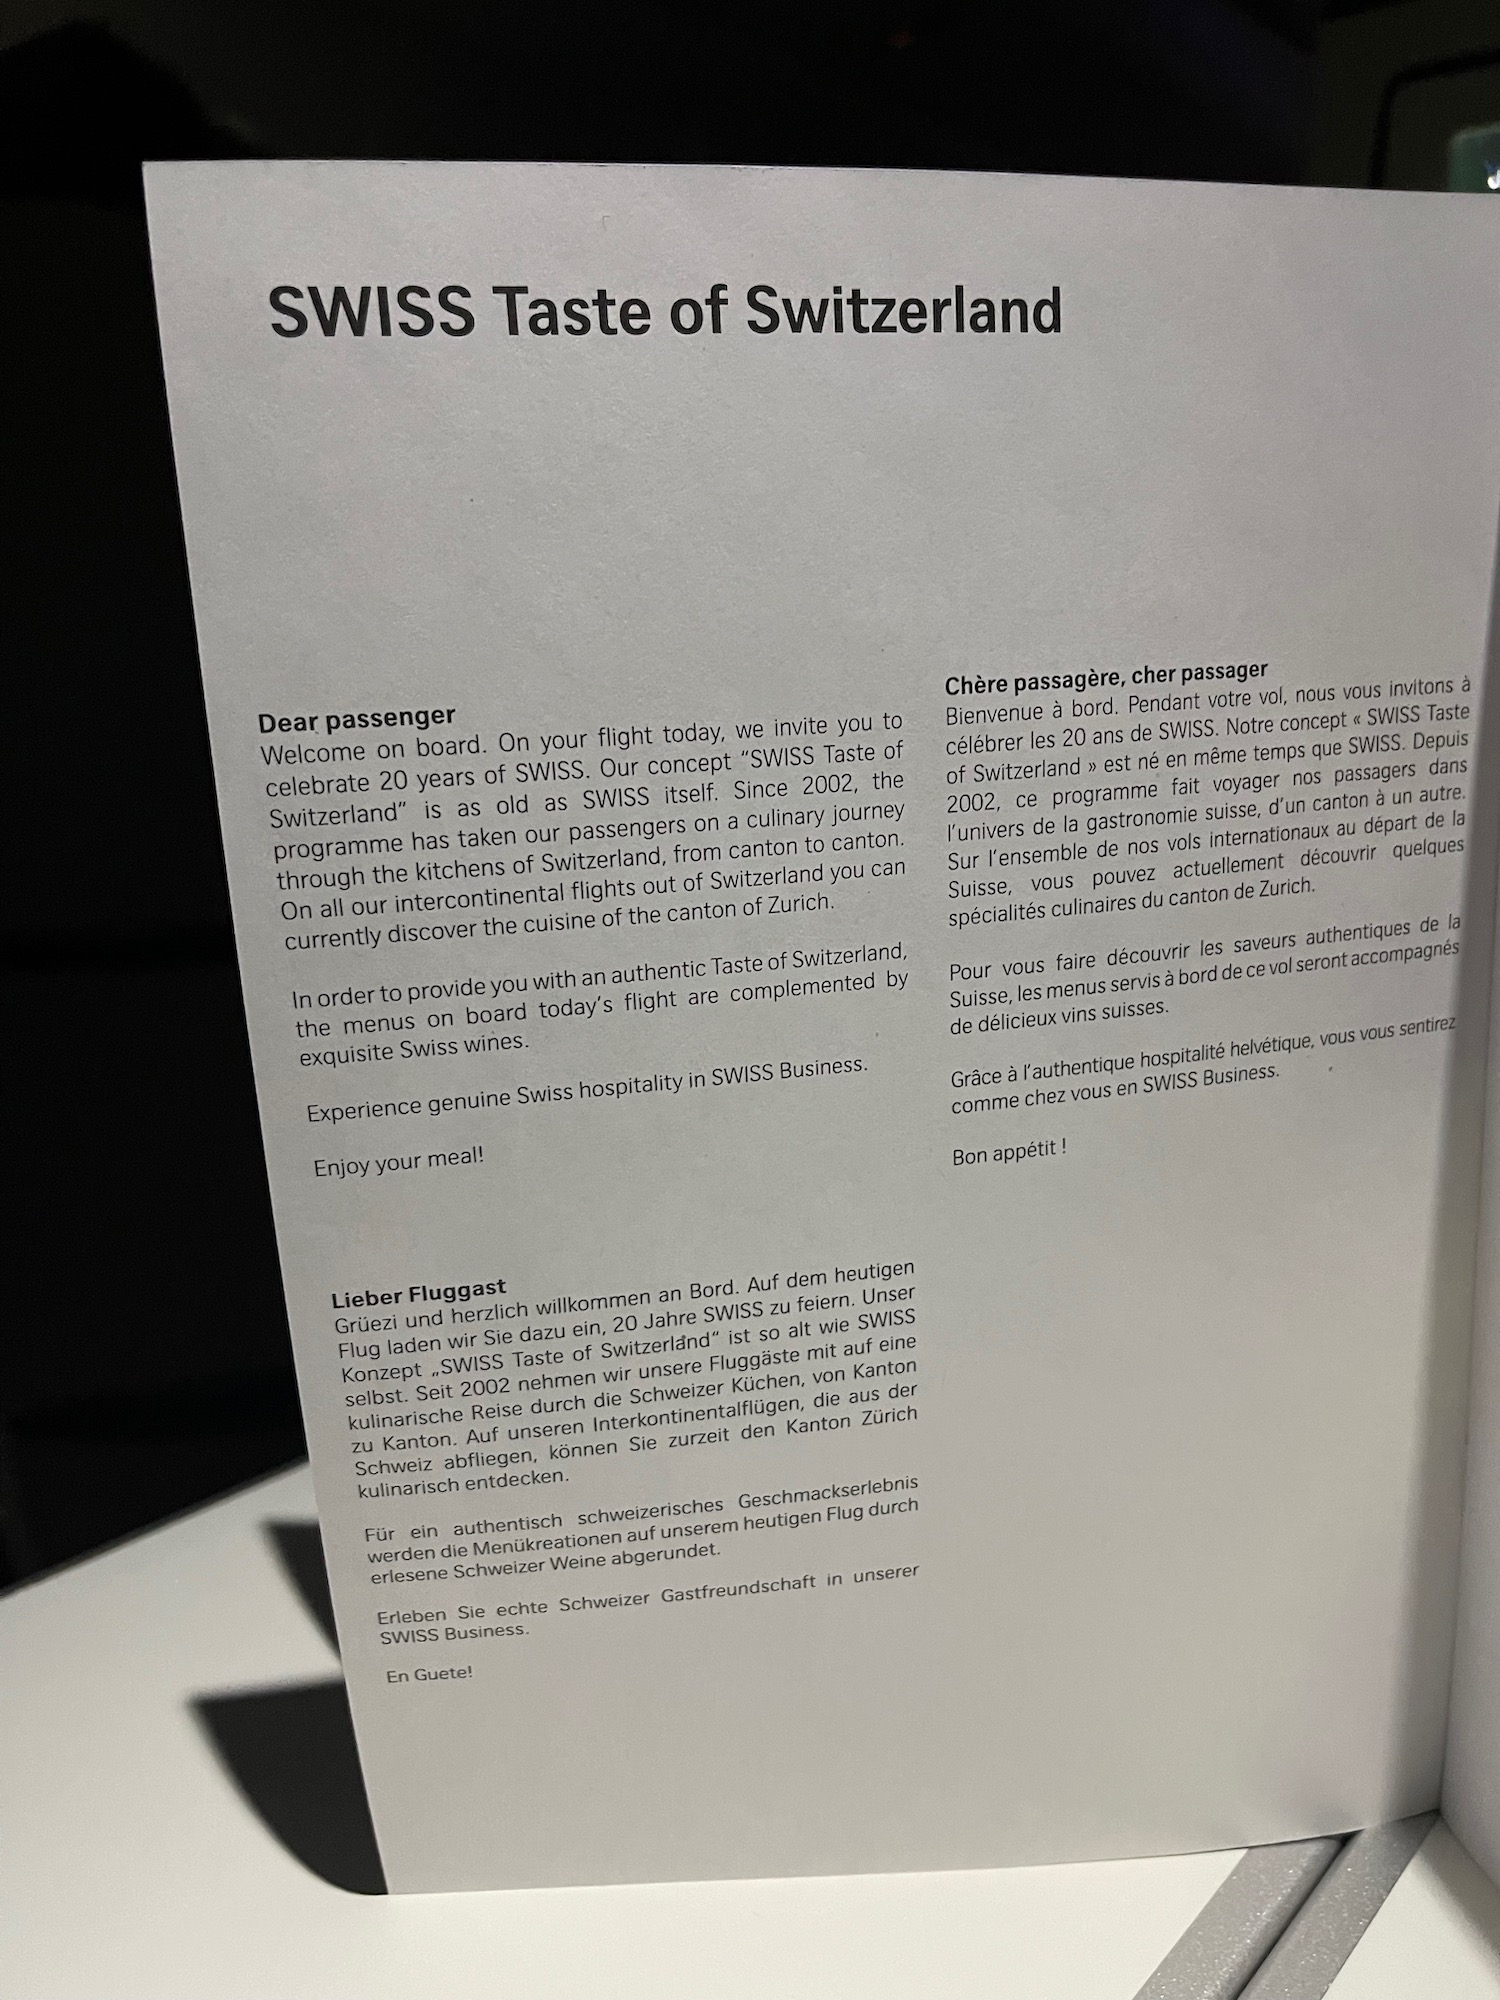 SWISS Taste of Switzerland
Dear passenger
Welcome on board. On your flight today, we invite you to
celebrate 20 years of SWISS. Our concept “SWISS Taste of
Switzerland” is as old as SWISS itself. Since 2002, the
programme has taken our passengers on a culinary journey
through the kitchens of Switzerland, from canton to canton.
On all our intercontinental flights out of Switzerland you can
currently discover the cuisine of the canton of Zurich.
In order to provide you with an authentic Taste of Switzerland,
the menus on board today’s flight are complemented by
exquisite Swiss wines.
Experience genuine Swiss hospitality in SWISS Business.
Enjoy your meal!
Lieber Fluggast
Grüezi und herzlich willkommen an Bord. Auf dem heutigen
Flug laden wir Sie dazu ein, 20 Jahre SWISS zu feiern. Unser
Konzept „SWISS Taste of Switzerland“ ist so alt wie SWISS
selbst. Seit 2002 nehmen wir unsere Fluggäste mit auf eine
kulinarische Reise durch die Schweizer Küchen, von Kanton
zu Kanton. Auf unseren Interkontinentalflügen, die aus der
Schweiz abfliegen, können Sie zurzeit den Kanton Zürich
kulinarisch entdecken.
Für ein authentisch schweizerisches Geschmackserlebnis
werden die Menükreationen auf unserem heutigen Flug durch
erlesene Schweizer Weine abgerundet.
Erleben Sie echte Schweizer Gastfreundschaft in unserer
SWISS Business.
En Guete!
Chère passagère, cher passager
Bienvenue à bord. Pendant votre vol, nous vous invitons à
célébrer les 20 ans de SWISS. Notre concept « SWISS Taste
of Switzerland » est né en même temps que SWISS. Depuis
2002, ce programme fait voyager nos passagers dans
l’univers de la gastronomie suisse, d’un canton à un autre.
Sur l’ensemble de nos vols internationaux au départ de la
Suisse, vous pouvez actuellement découvrir quelques
spécialités culinaires du canton de Zurich.
Pour vous faire découvrir les saveurs authentiques de la
Suisse, les menus servis à bord de ce vol seront accompagnés
de délicieux vins suisses.
Grâce à l’authentique hospitalité helvétique, vous vous sentirez
comme chez vous en SWISS Business.
Bon appétit !